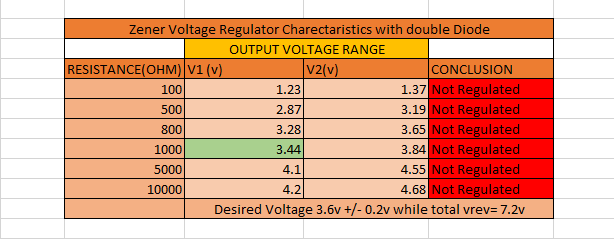 Zener Voltage Regulator Charectaristics with double Diode
OUTPUT VOLTAGE RANGE
RESISTANCE(OHM) V1 (v) V2(v) CONCLUSION
100 1.23 1.37 Not Regulated
500 2.87 3.19 Not Regulated
800 3.28 3.65 Not Regulated
1000 3.44 3.84 Not Regulated
5000 4.1 4.55 Not Regulated
10000 4.2 4.68 Not Regulated
Desired Voltage 3.6v +/- 0.2v while total vrev= 7.2v